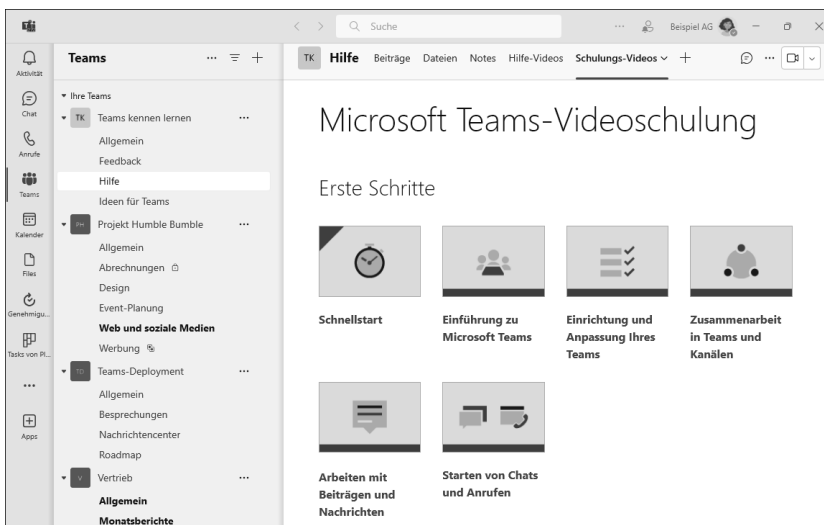 Suche
Beispiel AG
Aktivität
Chat
Anrufe
Teams
Kalender
Files
Genehmigu...
Tasks von Pl...
Apps
Teams
Ihre Teams
TK Teams kennen lernen
Allgemein
Feedback
Hilfe
Ideen für Teams
PH Projekt Humble Bumble
Allgemein
Abrechnungen
Design
Event-Planung
Web und soziale Medien
Werbung
TD Teams-Deployment
Allgemein
Besprechungen
Nachrichtencenter
Roadmap
V Vertrieb
Allgemein
Monatsberichte
TK Hilfe Beiträge Dateien Notes Hilfe-Videos Schulungs-Videos
Microsoft Teams-Videoschulung
Erste Schritte
Schnellstart
Einführung zu
Microsoft Teams
Einrichtung und
Anpassung Ihres
Teams
Zusammenarbeit
in Teams und
Kanälen
Arbeiten mit
Beiträgen und
Nachrichten
Starten von Chats
und Anrufen